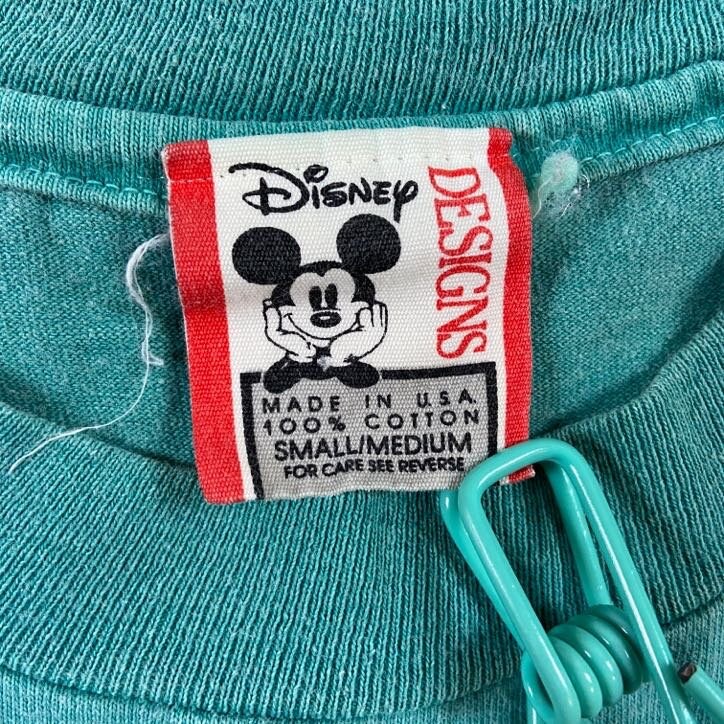 Disney
DESIGNS
MADE IN U.S.A.
100% COTTON
SMALL/MEDIUM
FOR CARE SEE REVERSE